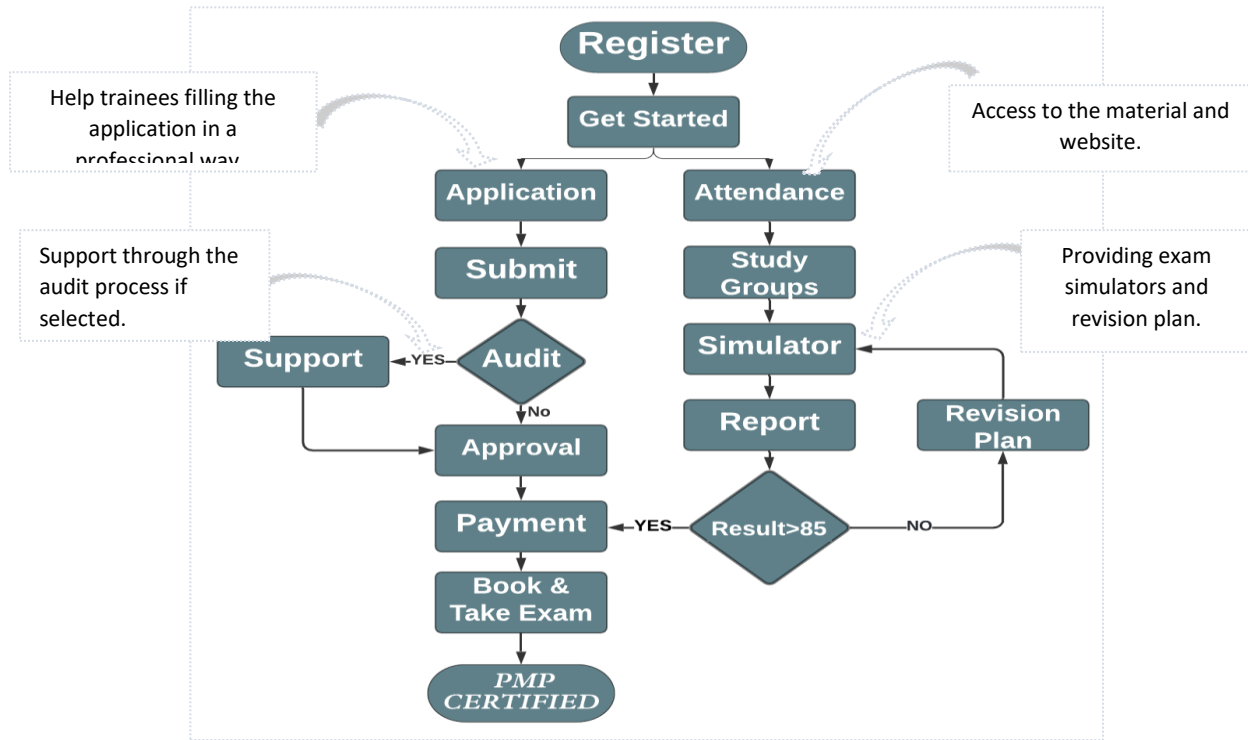 Register
Get Started
Help trainees filling the
application in a
professional way
Access to the material and
website.
Application
Attendance
Support through the
audit process if
selected.
Submit
Study
Groups
Providing exam
simulators and
revision plan.
Support
YES
Audit
Simulator
No
Approval
Report
Revision
Plan
Payment
YES
Result>85
NO
Book &
Take Exam
PMP
CERTIFIED